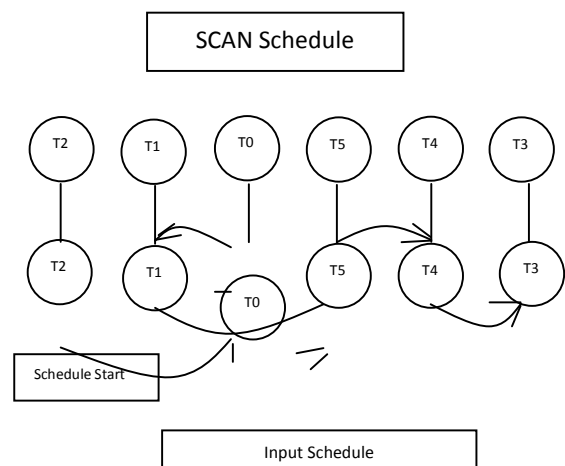 SCAN Schedule
T2 T1 T0 T5 T4 T3
T2 T1 T0 T5 T4 T3
Schedule Start
Input Schedule